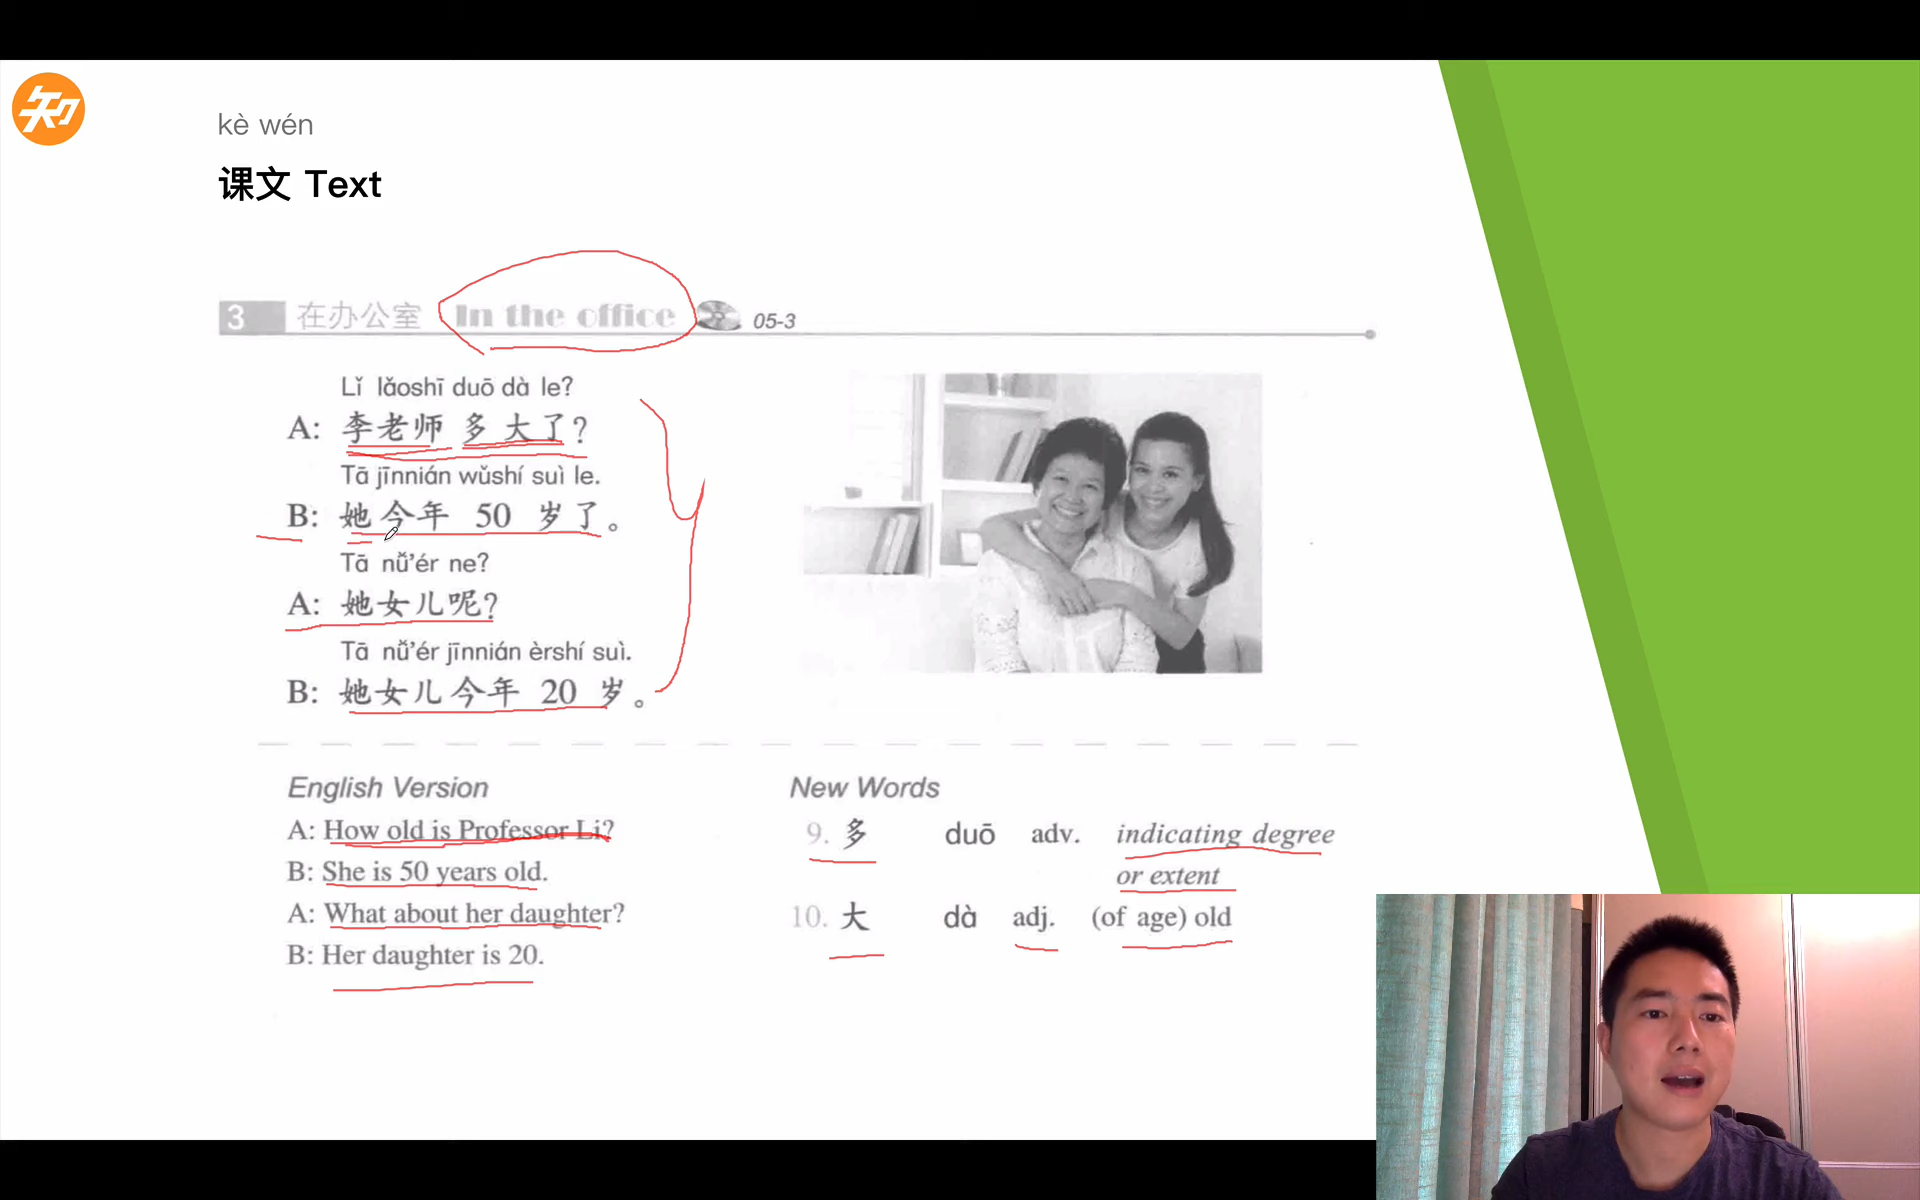 知
kè wén
课文 Text
3 在办公室 In the office 05-3
Lǐ lǎoshī duō dà le?
A: 李老师 多 大了?
Tā jīnnián wǔshí suì le.
B: 她今年 50 岁了。
Tā nǚ’ér ne?
A: 她女儿呢?
Tā nǚ’ér jīnnián èrshí suì.
B: 她女儿今年 20 岁。
English Version
A: How old is Professor Li?
B: She is 50 years old.
A: What about her daughter?
B: Her daughter is 20.
New Words
9. 多 duō adv. indicating degree
or extent
10. 大 dà adj. (of age) old